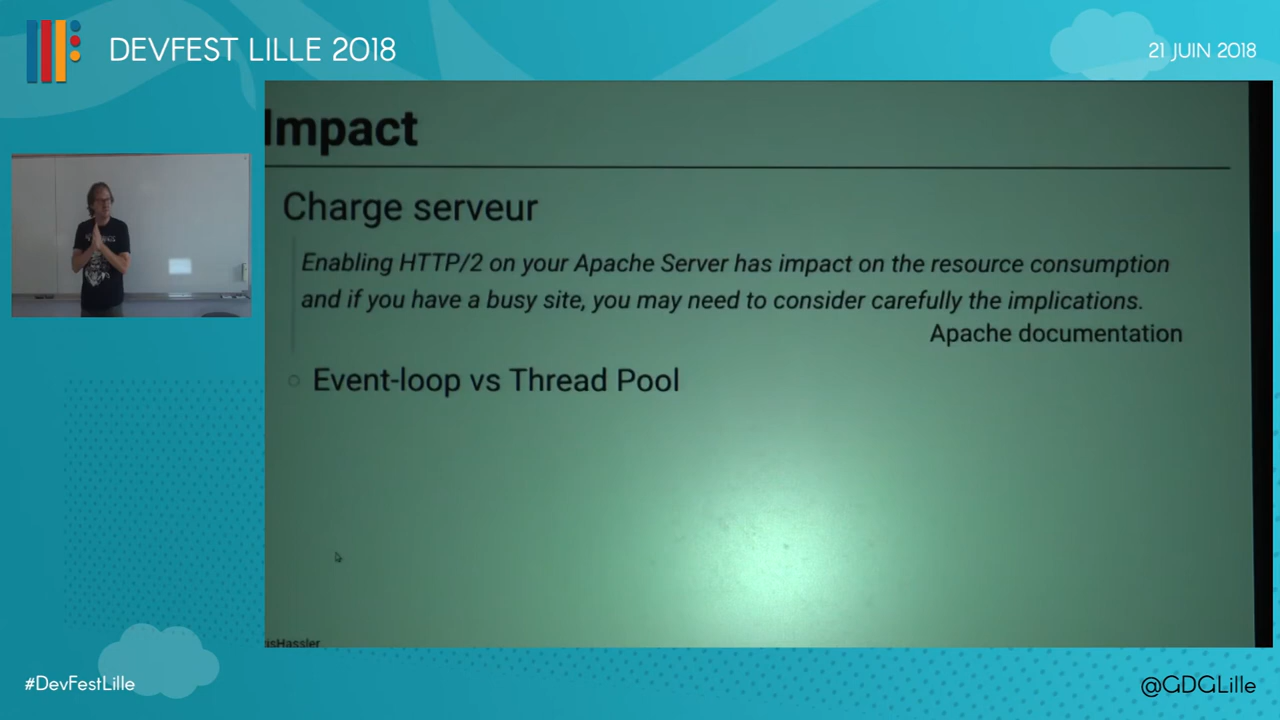 DEVFEST LILLE 2018
21 JUIN 2018
Impact
Charge serveur
Enabling HTTP/2 on your Apache Server has impact on the resource consumption
and if you have a busy site, you may need to consider carefully the implications.
Apache documentation
Event-loop vs Thread Pool
isHassler
#DevFestLille
@GDGLille